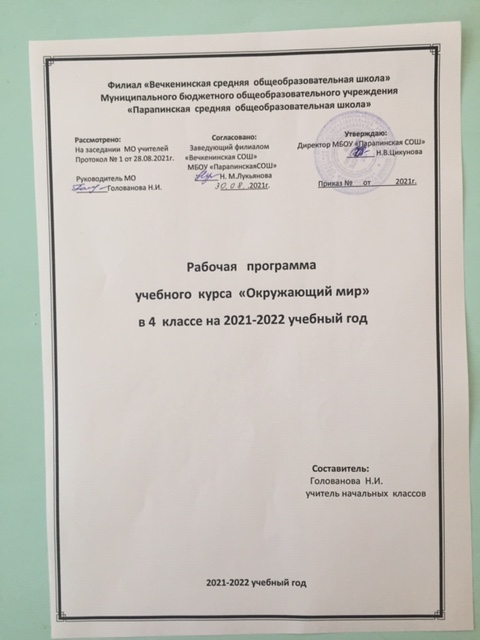 Филиал «Вечкенинская средняя общеобразовательная школа»
Муниципального бюджетного общеобразовательного учреждения
«Парапинская средняя общеобразовательная школа»
Рассмотрено:
На заседании МО учителей
Протокол № 1 от 28.08.2021г.
Руководитель МО
Голованова Н.И.
Согласовано:
Заведующий филиалом
«Вечкенинская СОШ»
МБОУ «ПарапинскаяСОШ»
Н. М.Лукьянова
30.08. 2021г.
Утверждаю:
Директор МБОУ «Парапинская СОШ»
Н.В.Цикунова
Приказ № от 2021г.
Рабочая программа
учебного курса «Окружающий мир»
в 4 классе на 2021-2022 учебный год
Составитель:
Голованова Н.И.
учитель начальных классов
2021-2022 учебный год